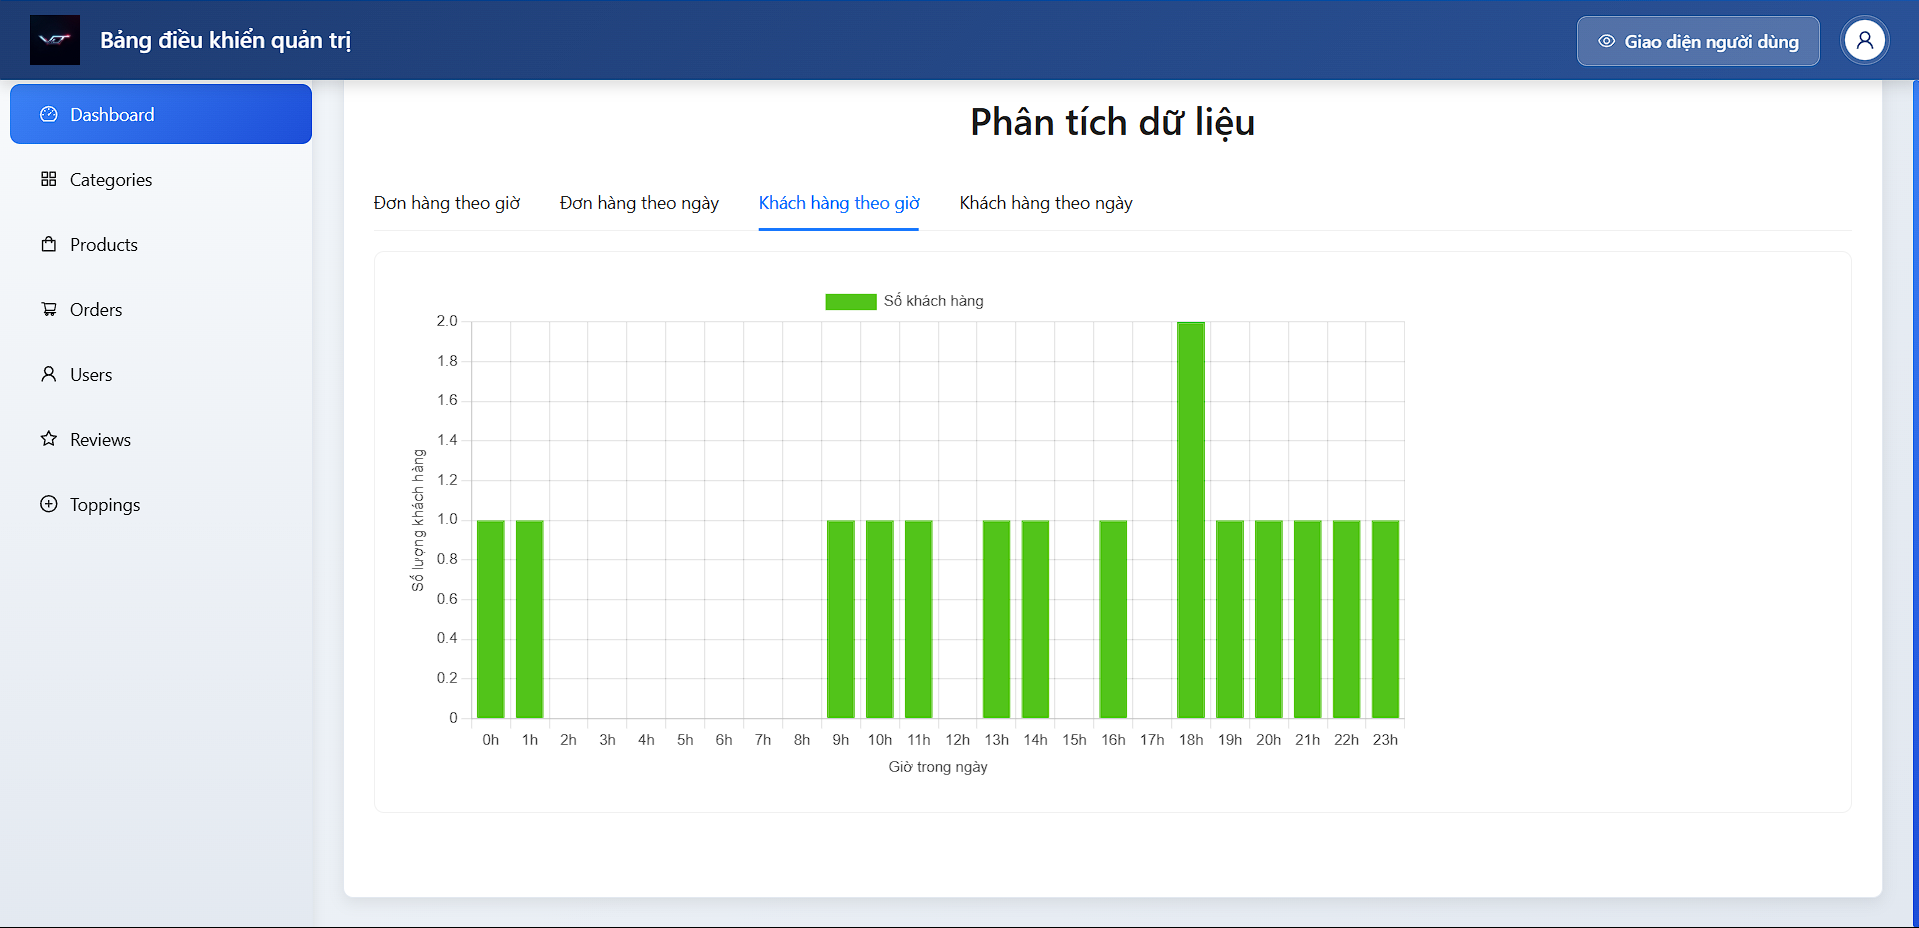 Bảng điều khiển quản trị
Giao diện người dùng
Dashboard
Categories
Products
Orders
Users
Reviews
Toppings
Phân tích dữ liệu
Đơn hàng theo giờ Đơn hàng theo ngày Khách hàng theo giờ Khách hàng theo ngày
Số khách hàng
Số lượng khách hàng
2.0
1.8
1.6
1.4
1.2
1.0
0.8
0.6
0.4
0.2
0
0h 1h 2h 3h 4h 5h 6h 7h 8h 9h 10h 11h 12h 13h 14h 15h 16h 17h 18h 19h 20h 21h 22h 23h
Giờ trong ngày